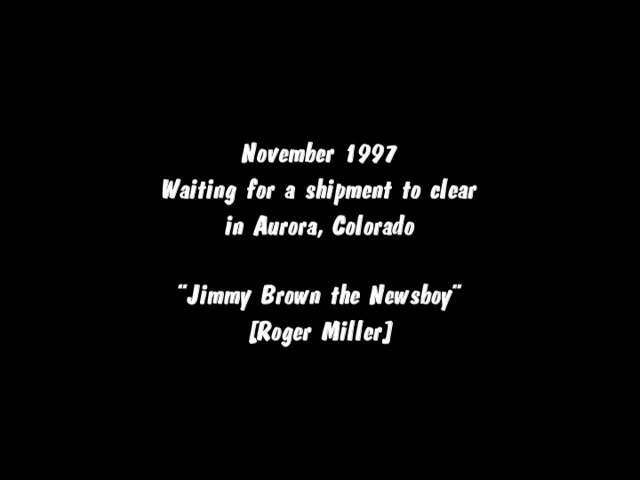 November 1997
Waiting for a shipment to clear
in Aurora, Colorado
"Jimmy Brown the Newsboy"
[Roger Miller]